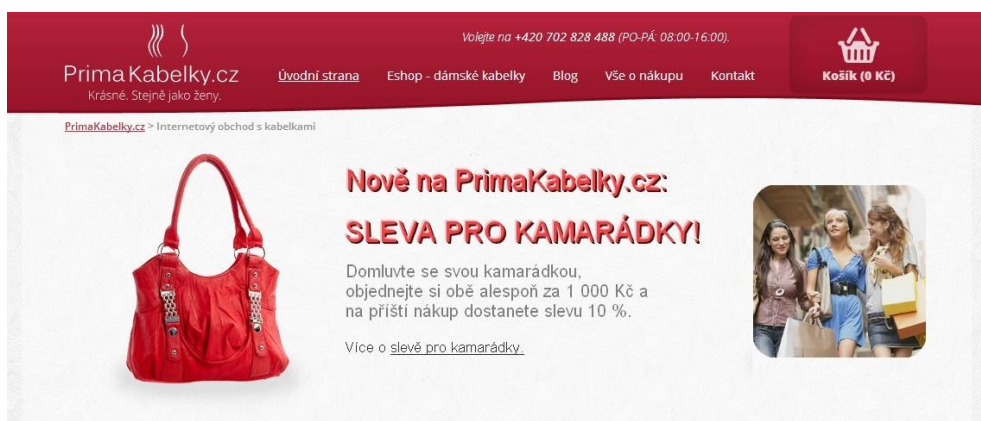 Volejte na +420 702 828 488 (PO-PÁ: 08:00-16:00).
PrimaKabelky.cz
Krásné. Stejně jako ženy.
Úvodní strana Eshop - dámské kabelky Blog Vše o nákupu Kontakt
Košík (0 Kč)
PrimaKabelky.cz > Internetový obchod s kabelkami
Nově na PrimaKabelky.cz:
SLEVA PRO KAMARÁDKY!
Domluvte se svou kamarádkou,
objednejte si obě alespoň za 1 000 Kč a
na příští nákup dostanete slevu 10 %.
Více o slevě pro kamarádky.